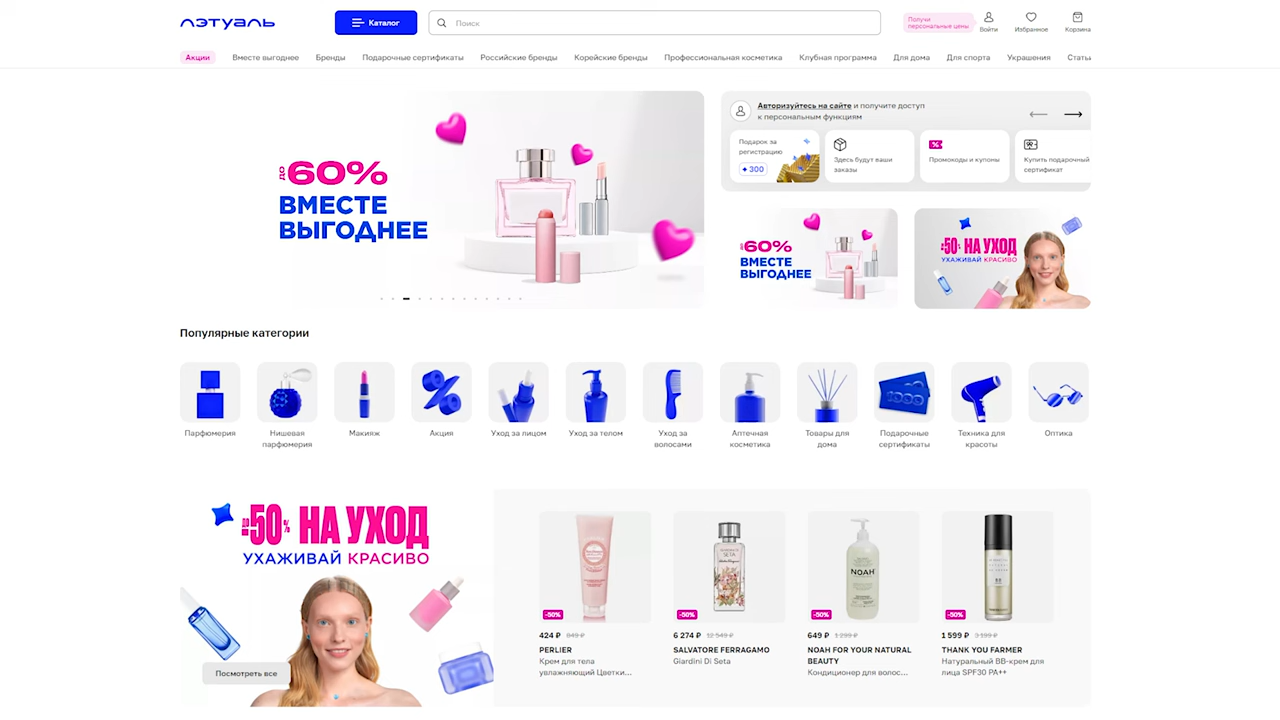 ЛЭТУАЛЬ
Каталог
Поиск
Получи
персональные цены
Войти
Избранное
Корзина
Акции
Вместе выгоднее
Бренды
Подарочные сертификаты
Российские бренды
Корейские бренды
Профессиональная косметика
Клубная программа
Для дома
Для спорта
Украшения
Статьи
ДО 60%
ВМЕСТЕ
ВЫГОДНЕЕ
Авторизуйтесь на сайте и получите доступ
к персональным функциям
Подарок за
регистрацию
300
Здесь будут ваши
заказы
Промокоды и купоны
Купить подарочный
сертификат
ДО 60%
ВМЕСТЕ
ВЫГОДНЕЕ
ДО -50% НА УХОД
УХАЖИВАЙ КРАСИВО
Популярные категории
Парфюмерия
Нишевая
парфюмерия
Макияж
Акция
Уход за лицом
Уход за телом
Уход за
волосами
Аптечная
косметика
Товары для
дома
1000
Подарочные
сертификаты
Техника для
красоты
Оптика
ДО -50% НА УХОД
УХАЖИВАЙ КРАСИВО
Посмотреть все
-50%
424 ₽ 849 ₽
PERLIER
Крем для тела
увлажняющий Цветки...
SETA
-50%
6 274 ₽ 12 549 ₽
SALVATORE FERRAGAMO
Giardini Di Seta
NOAH
-50%
649 ₽ 1 299 ₽
NOAH FOR YOUR NATURAL
BEAUTY
Кондиционер для волос...
-50%
1 599 ₽ 3 199 ₽
THANK YOU FARMER
Натуральный BB-крем для
лица SPF30 PA++